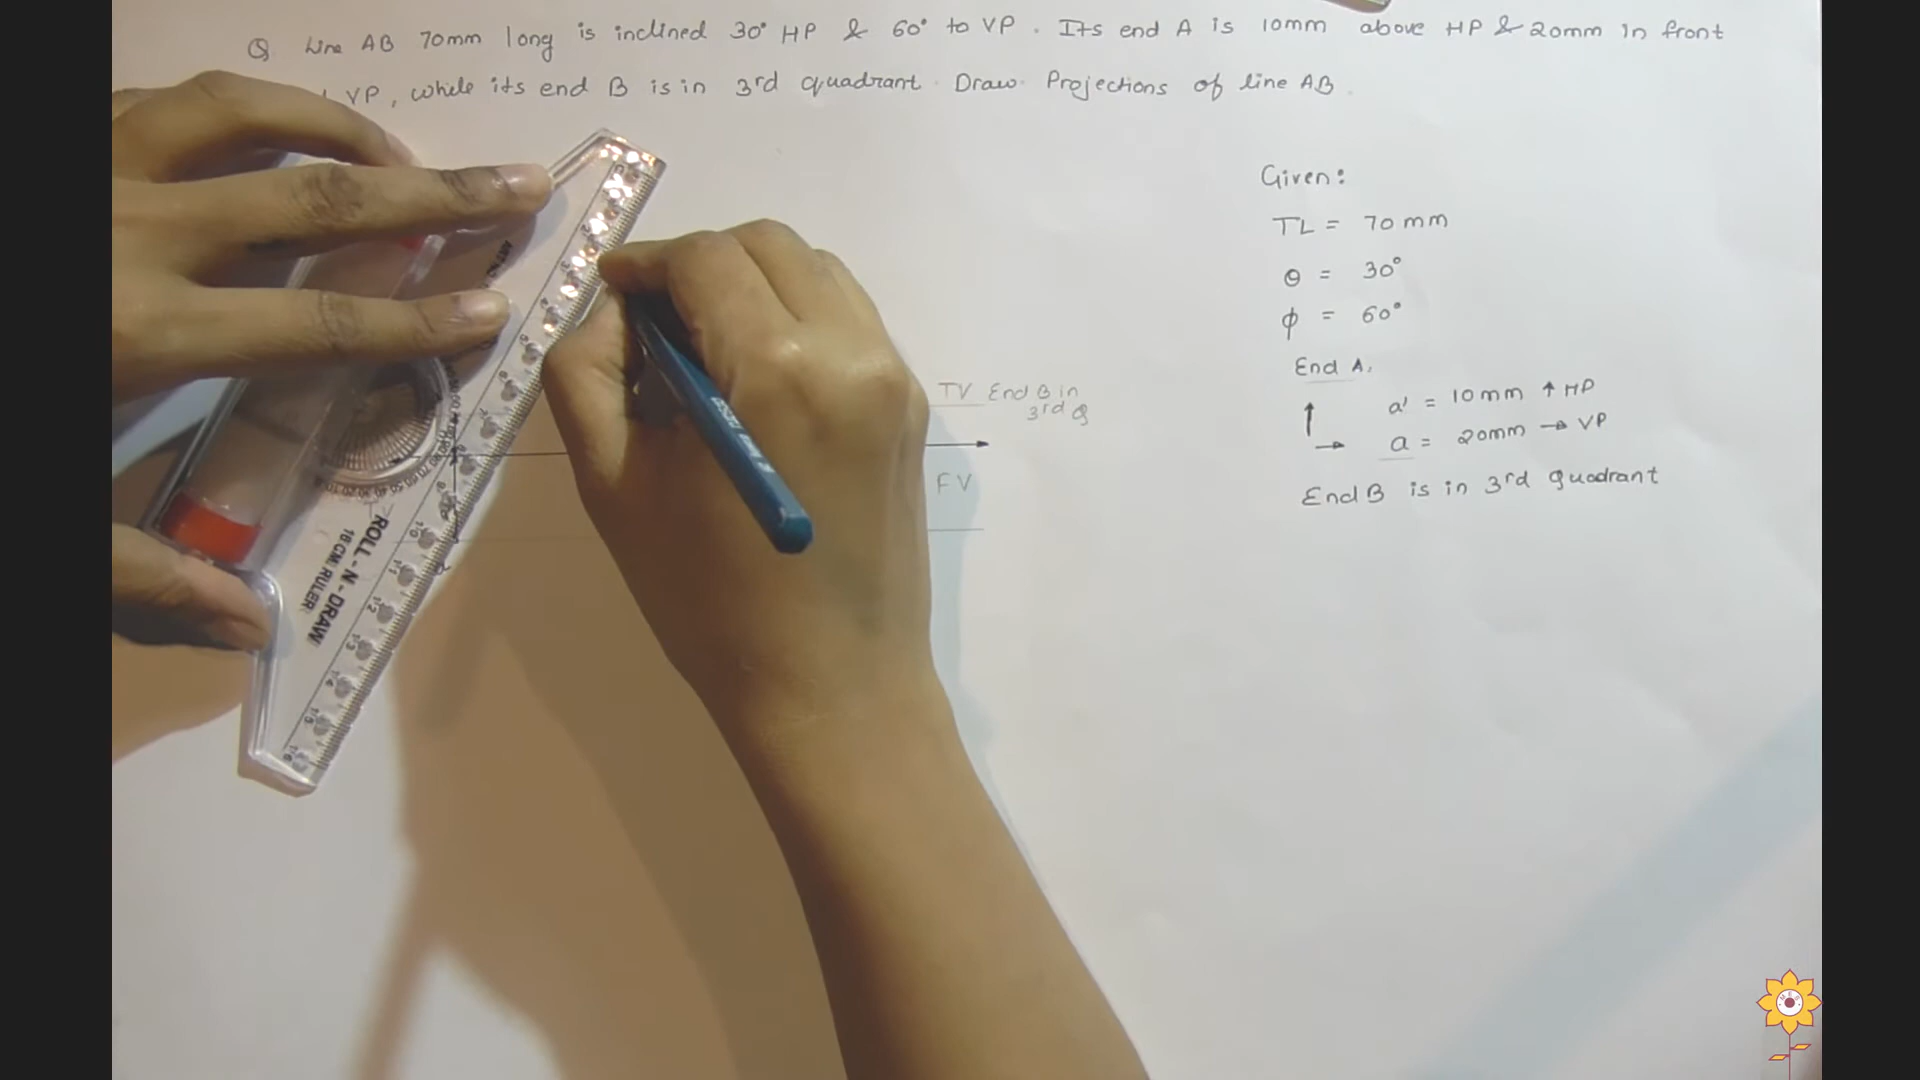 Q Line AB 70mm long is inclined 30° HP & 60° to VP. Its end A is 10mm above HP & 20mm in front
VP, while its end B is in 3rd quadrant. Draw Projections of line AB.
Given:
TL = 70 mm
θ = 30°
ϕ = 60°
End A.
↑ a' = 10mm ↑ HP
→ a = 20mm → VP
End B is in 3rd quadrant
TV End B in
3rd Q
FV
ROLL-N-DRAW
16 CM. RULER